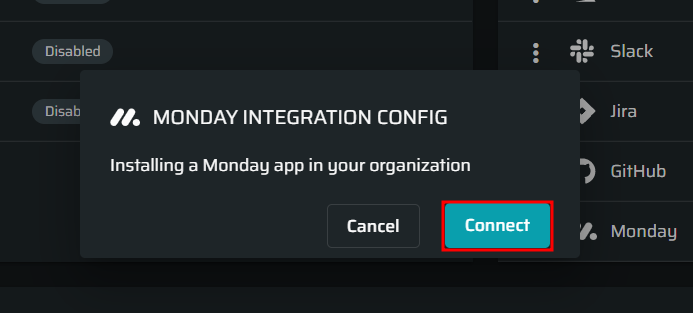 Disabled
Slack
Disab
MONDAY INTEGRATION CONFIG
Jira
Installing a Monday app in your organization
GitHub
Cancel
Connect
Monday